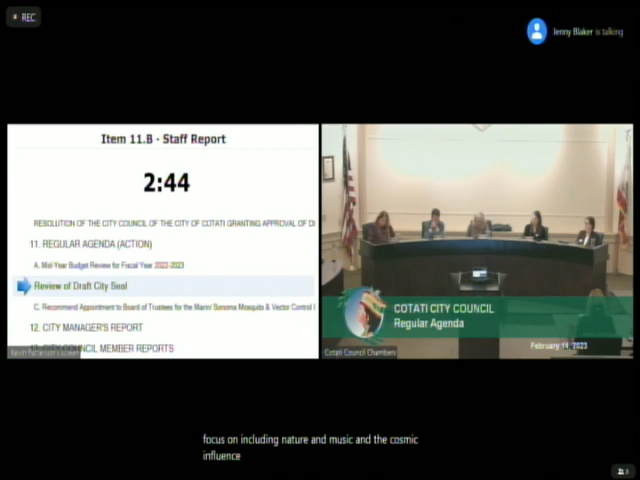 REC
Jenny Blaker is talking
Item 11.B - Staff Report
2:44
RESOLUTION OF THE CITY COUNCIL OF THE CITY OF COTATI GRANTING APPROVAL OF DI
11. REGULAR AGENDA (ACTION)
A. Mid-Year Budget Review for Fiscal Year 2022-2023
Review of Draft City Seal
C. Recommend Appointment to Board of Trustees for the Marin/Sonoma Mosquito & Vector Control
12. CITY MANAGER'S REPORT
13. CITY COUNCIL MEMBER REPORTS
Kevin Patterson's screen
COTATI CITY COUNCIL
Regular Agenda
February 14, 2023
Cotati Council Chambers
focus on including nature and music and the cosmic
influence